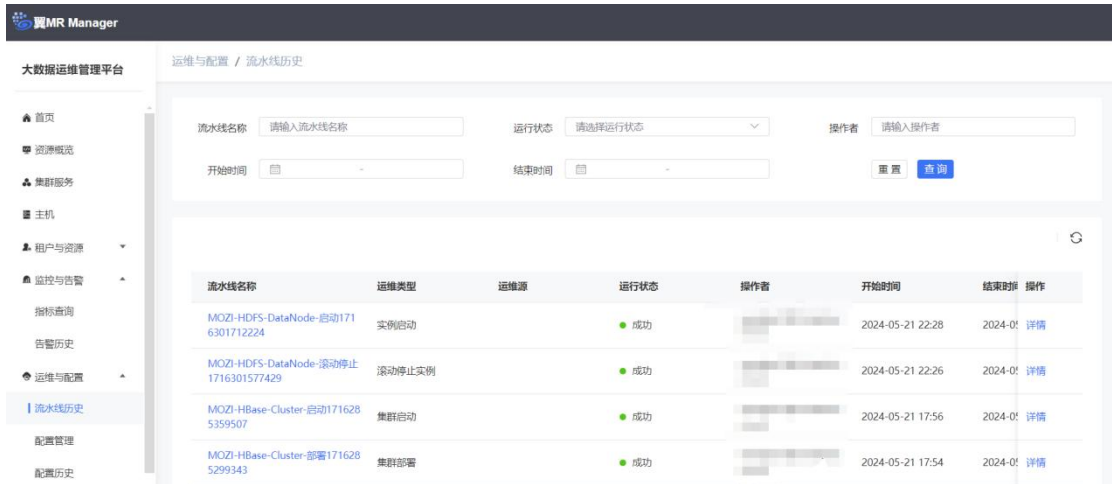 翼MR Manager
大数据运维管理平台
运维与配置 / 流水线历史
首页
资源概览
集群服务
主机
租户与资源
监控与告警
指标查询
告警历史
运维与配置
流水线历史
配置管理
配置历史
流水线名称 请输入流水线名称 运行状态 请选择运行状态 操作者 请输入操作者
开始时间 - 结束时间 - 重置 查询
流水线名称 运维类型 运维源 运行状态 操作者 开始时间 结束时间 操作
MOZI-HDFS-DataNode-启动171
6301712224
实例启动 成功 2024-05-21 22:28 2024-05 详情
MOZI-HDFS-DataNode-滚动停止
1716301577429
滚动停止实例 成功 2024-05-21 22:26 2024-05 详情
MOZI-HBase-Cluster-启动171628
5359507
集群启动 成功 2024-05-21 17:56 2024-05 详情
MOZI-HBase-Cluster-部署171628
5299343
集群部署 成功 2024-05-21 17:54 2024-05 详情